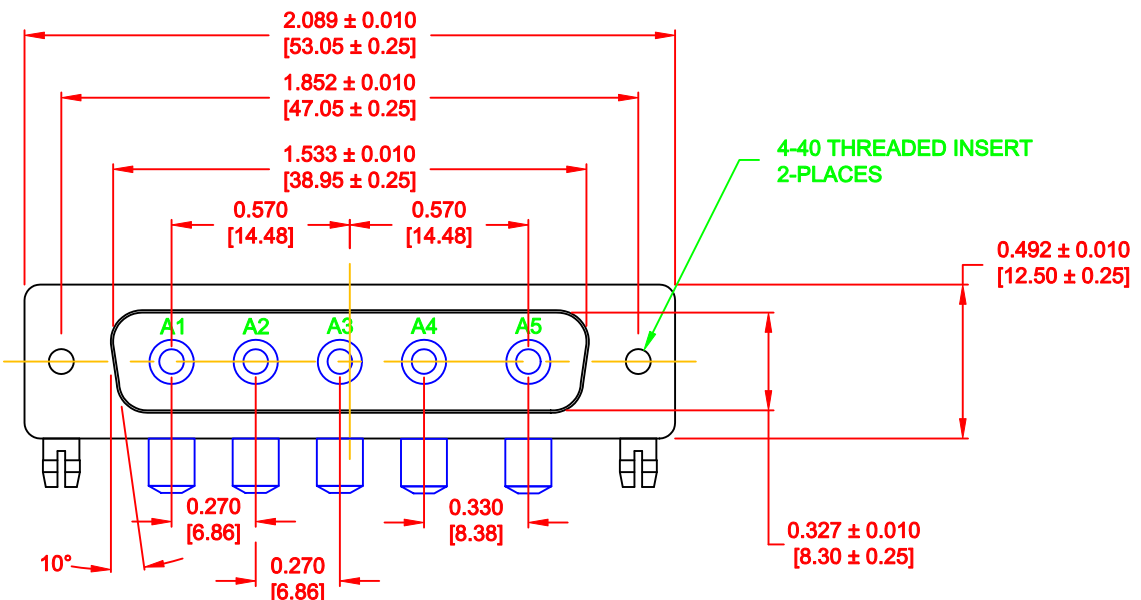 2.089 ± 0.010
[53.05 ± 0.25]
1.852 ± 0.010
[47.05 ± 0.25]
1.533 ± 0.010
[38.95 ± 0.25]
4-40 THREADED INSERT
2-PLACES
0.570
[14.48]
0.570
[14.48]
0.492 ± 0.010
[12.50 ± 0.25]
A1 A2 A3 A4 A5
0.270
[6.86]
0.330
[8.38]
0.327 ± 0.010
[8.30 ± 0.25]
10°
0.270
[6.86]